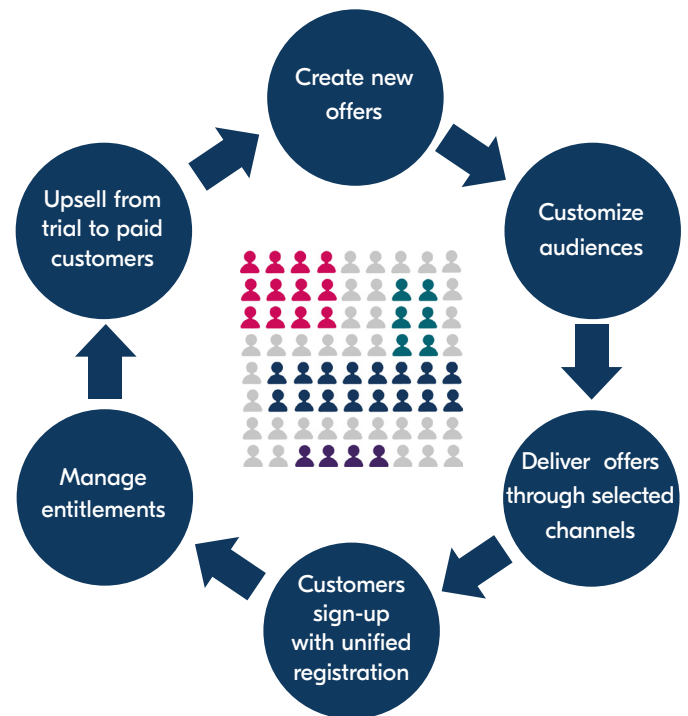 Create new
offers
Customize
audiences
Deliver offers
through selected
channels
Customers
sign-up
with unified
registration
Manage
entitlements
Upsell from
trial to paid
customers